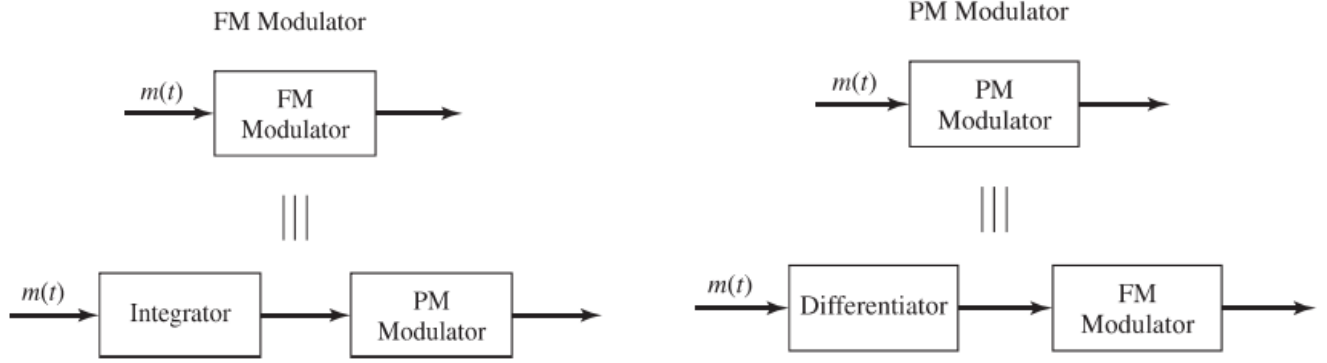 FM Modulator
m(t)
FM
Modulator
m(t)
Integrator
PM
Modulator
PM Modulator
m(t)
PM
Modulator
m(t)
Differentiator
FM
Modulator